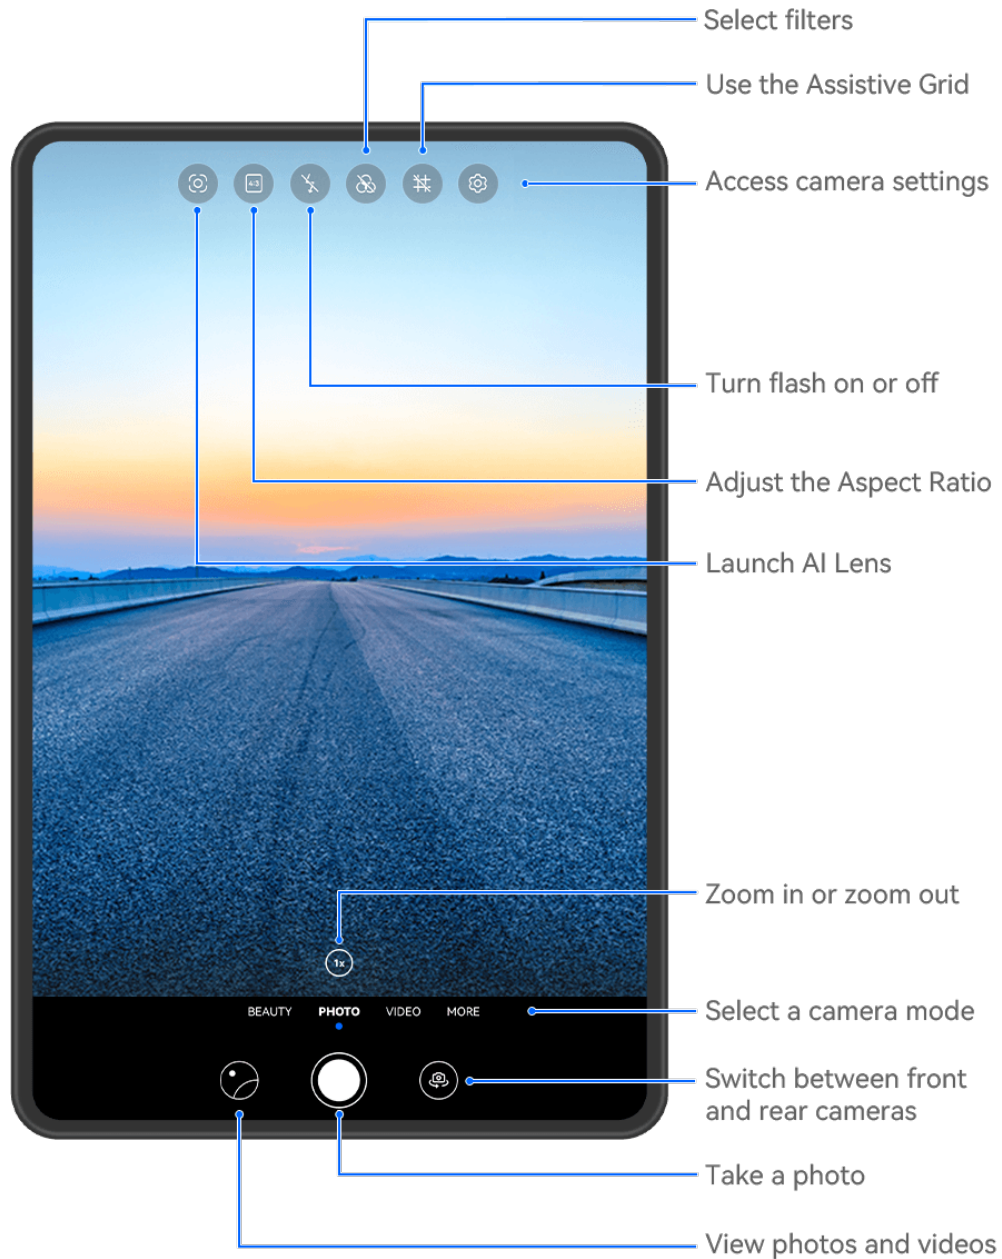 Select filters
Use the Assistive Grid
4:3
Access camera settings
Turn flash on or off
Adjust the Aspect Ratio
Launch AI Lens
Zoom in or zoom out
1x
BEAUTY PHOTO VIDEO MORE
Select a camera mode
Switch between front
and rear cameras
Take a photo
View photos and videos